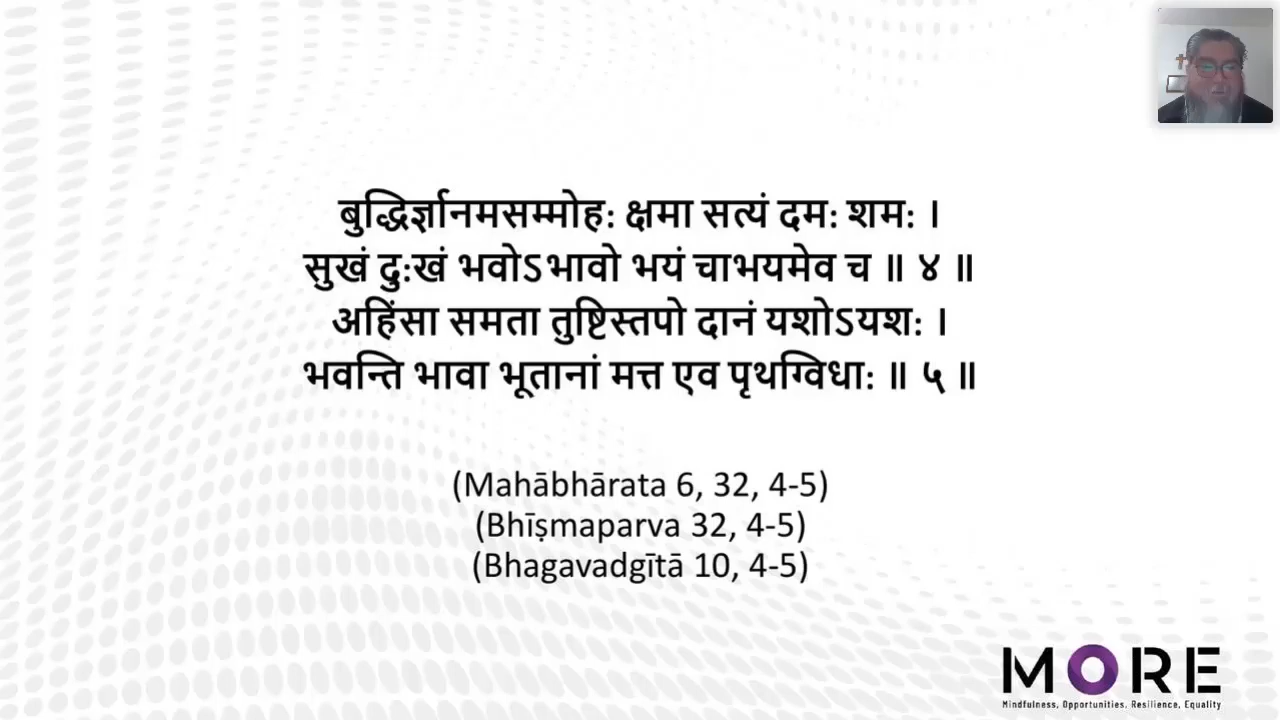 बुद्धिर्ज्ञानमसम्मोहः क्षमा सत्यं दमः शमः ।
सुखं दुःखं भवोऽभावो भयं चाभयमेव च ॥ ४ ॥
अहिंसा समता तुष्टिस्तपो दानं यशोऽयशः ।
भवन्ति भावा भूतानां मत्त एव पृथग्विधाः ॥ ५ ॥
(Mahābhārata 6, 32, 4-5)
(Bhīṣmaparva 32, 4-5)
(Bhagavadgītā 10, 4-5)
MORE
Mindfulness, Opportunities, Resilience, Equality